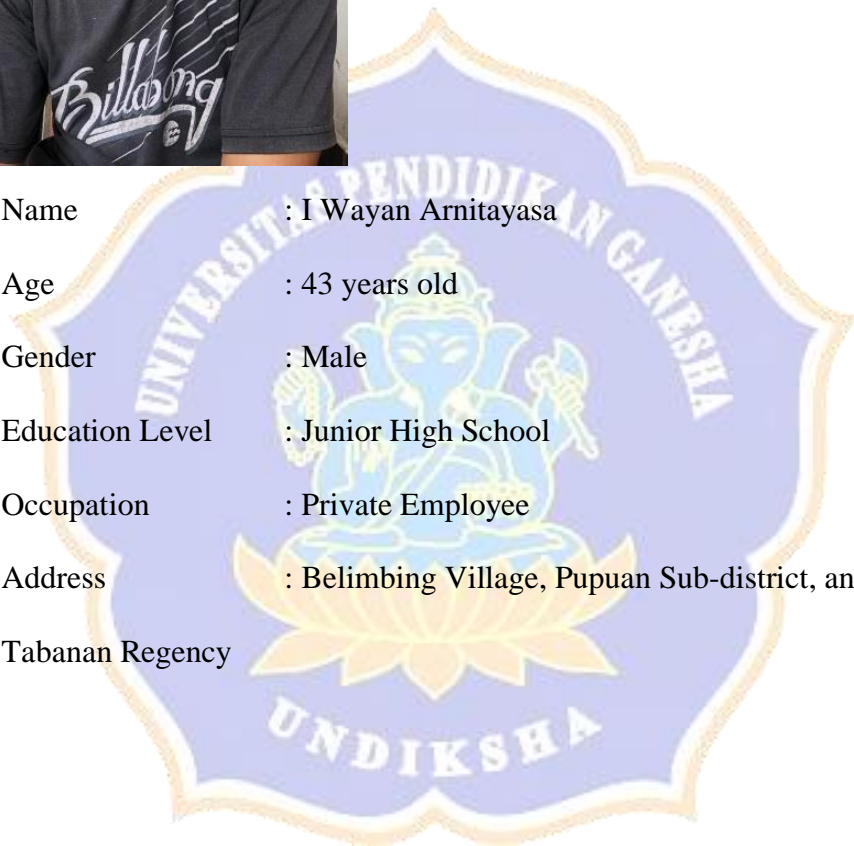 Billabong
UNIVERSITAS PENDIDIKAN GANESHA
Name : I Wayan Arnitayasa
Age : 43 years old
Gender : Male
Education Level : Junior High School
Occupation : Private Employee
Address : Belimbing Village, Pupuan Sub-district, an
Tabanan Regency
UNDIKSHA